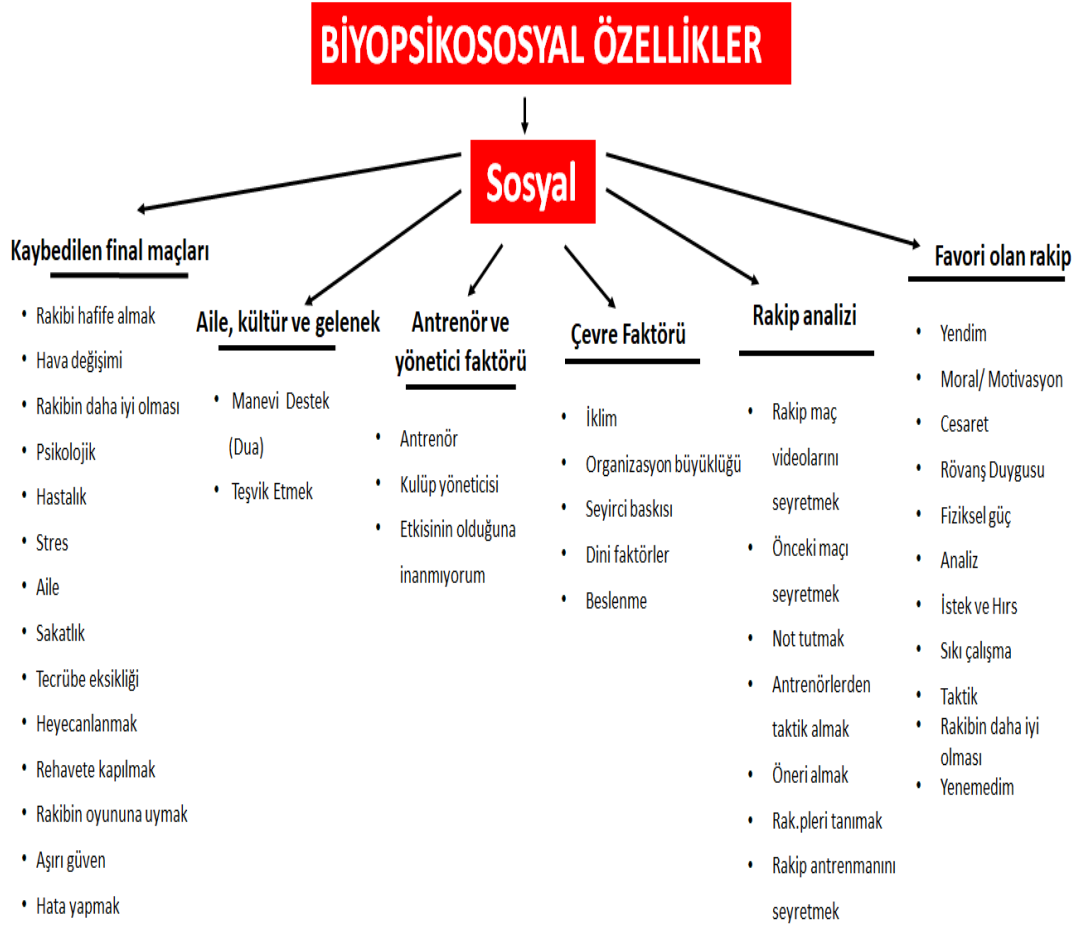 BİYOPSİKOSOSYAL ÖZELLİKLER
Sosyal
Kaybedilen final maçları
• Rakibi hafife almak
• Hava değişimi
• Rakibin daha iyi olması
• Psikolojik
• Hastalık
• Stres
• Aile
• Sakatlık
• Tecrübe eksikliği
• Heyecanlanmak
• Rehavete kapılmak
• Rakibin oyununa uymak
• Aşırı güven
• Hata yapmak
Aile, kültür ve gelenek
• Manevi Destek
(Dua)
• Teşvik Etmek
Antrenör ve
yönetici faktörü
• Antrenör
• Kulüp yöneticisi
• Etkisinin olduğuna
inanmıyorum
Çevre Faktörü
• İklim
• Organizasyon büyüklüğü
• Seyirci baskısı
• Dini faktörler
• Beslenme
Rakip analizi
• Rakip maç
videolarını
seyretmek
• Önceki maçı
seyretmek
• Not tutmak
• Antrenörlerden
taktik almak
• Öneri almak
• Rak.pleri tanımak
• Rakip antrenmanını
seyretmek
Favori olan rakip
• Yendim
• Moral/ Motivasyon
• Cesaret
• Rövanş Duygusu
• Fiziksel güç
• Analiz
• İstek ve Hırs
• Sıkı çalışma
• Taktik
• Rakibin daha iyi
olması
• Yenemedim